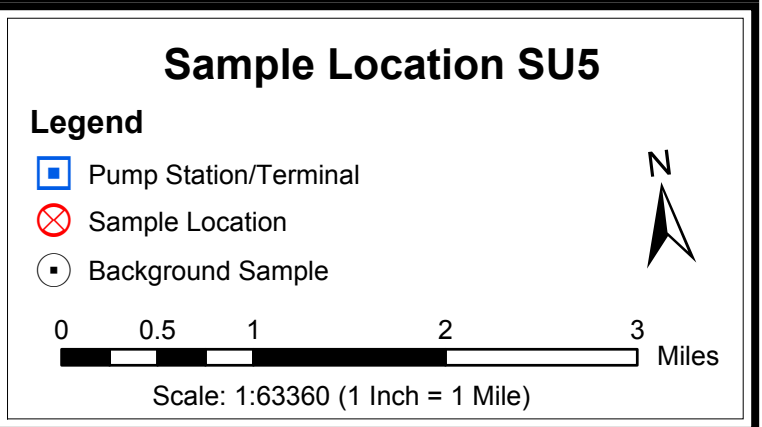 Sample Location SU5
Legend
Pump Station/Terminal
Sample Location
Background Sample
N
0 0.5 1 2 3
Miles
Scale: 1:63360 (1 Inch = 1 Mile)